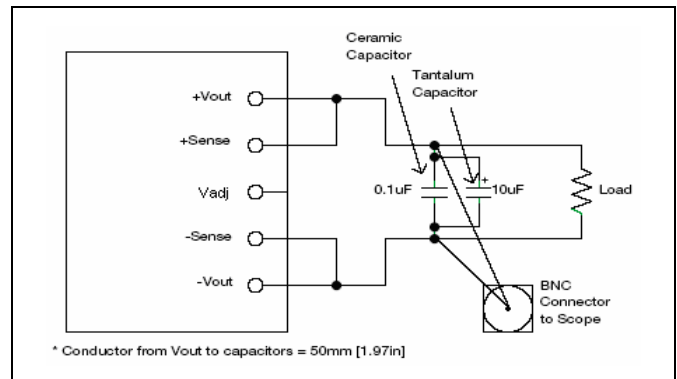 Ceramic
Capacitor
Tantalum
Capacitor
+Vout
+Sense
Vadj
-Sense
-Vout
0.1uF
+
10uF
Load
BNC
Connector
to Scope
* Conductor from Vout to capacitors = 50mm [1.97in]